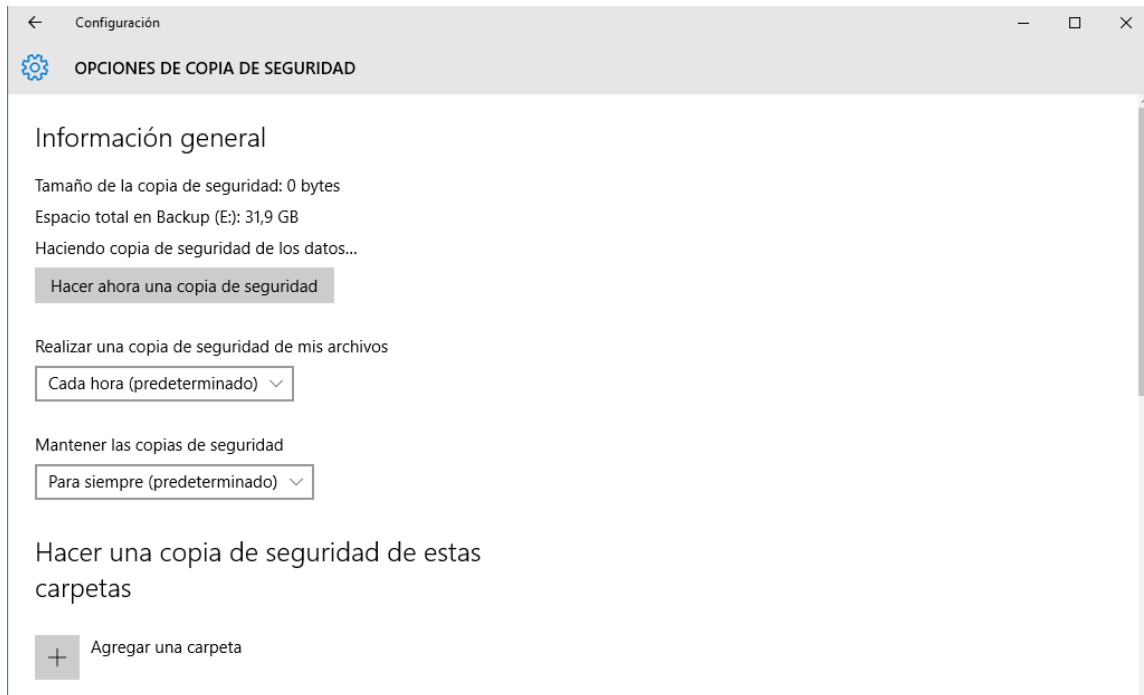 Configuración
OPCIONES DE COPIA DE SEGURIDAD
Información general
Tamaño de la copia de seguridad: 0 bytes
Espacio total en Backup (E:): 31,9 GB
Haciendo copia de seguridad de los datos...
Hacer ahora una copia de seguridad
Realizar una copia de seguridad de mis archivos
Cada hora (predeterminado)
Mantener las copias de seguridad
Para siempre (predeterminado)
Hacer una copia de seguridad de estas
carpetas
Agregar una carpeta